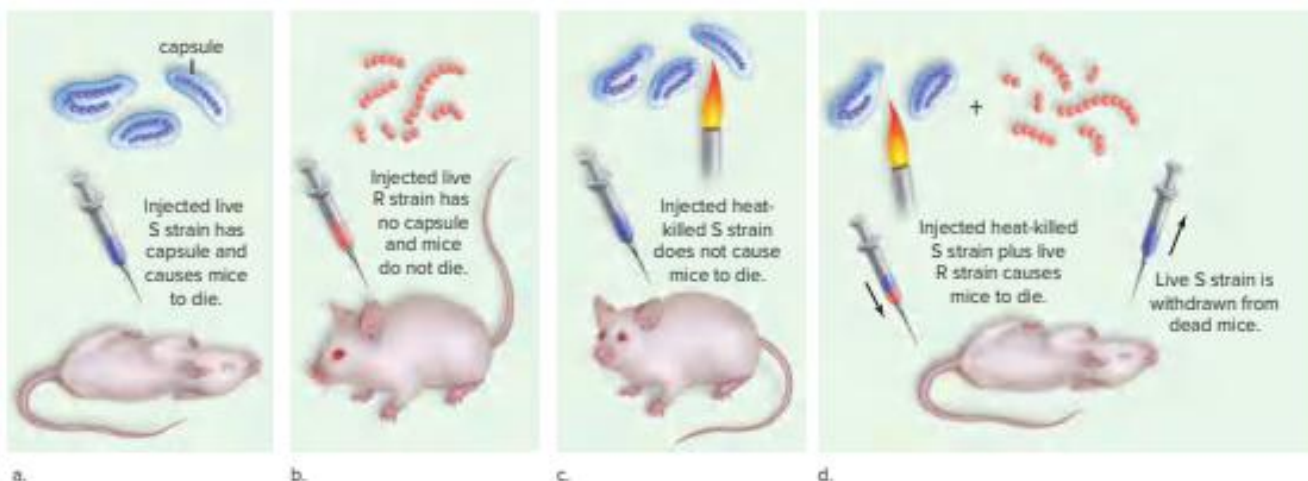 capsule
Injected live
S strain has
capsule and
causes mice
to die.
a.
Injected live
R strain has
no capsule
and mice
do not die.
b.
Injected heat-
killed S strain
does not cause
mice to die.
c.
+
Injected heat-killed
S strain plus live
R strain causes
mice to die.
Live S strain is
withdrawn from
dead mice.
d.